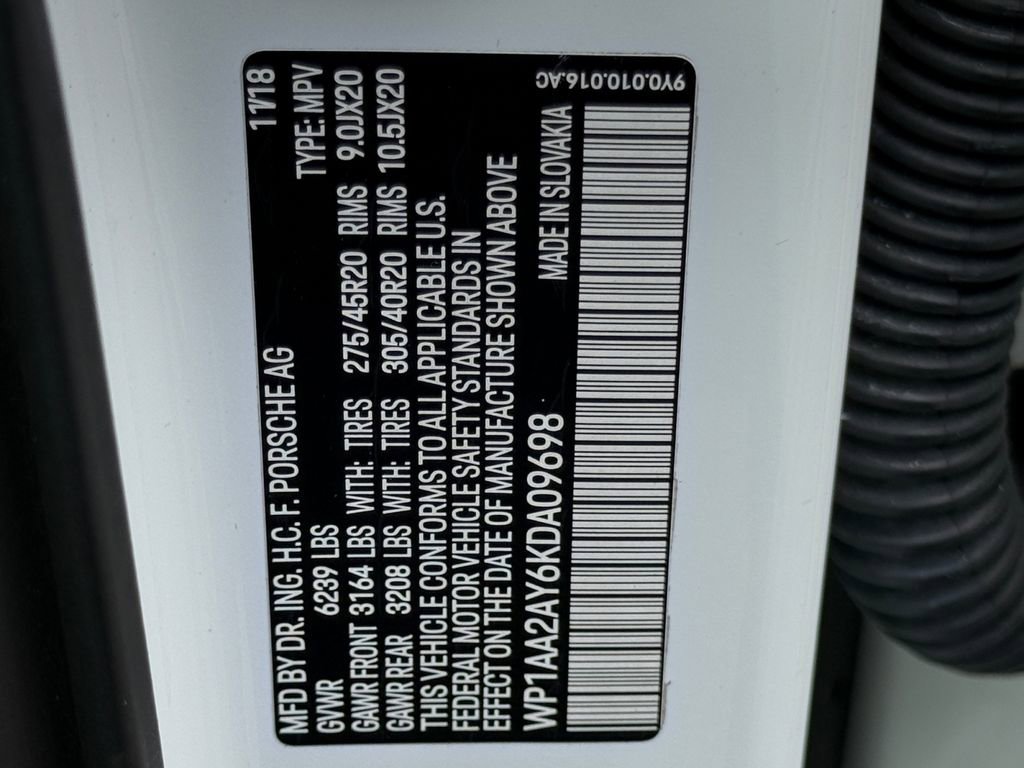 MFD BY DR. ING. H.C. F. PORSCHE AG 11/18
GVWR 6239 LBS TYPE: MPV
GAWR FRONT 3164 LBS WITH: TIRES 275/45R20 RIMS 9.0JX20
GAWR REAR 3208 LBS WITH: TIRES 305/40R20 RIMS 10.5JX20
THIS VEHICLE CONFORMS TO ALL APPLICABLE U.S.
FEDERAL MOTOR VEHICLE SAFETY STANDARDS IN
EFFECT ON THE DATE OF MANUFACTURE SHOWN ABOVE
WP1AA2AY6KDA09698 MADE IN SLOVAKIA
9Y0.010.016.AC